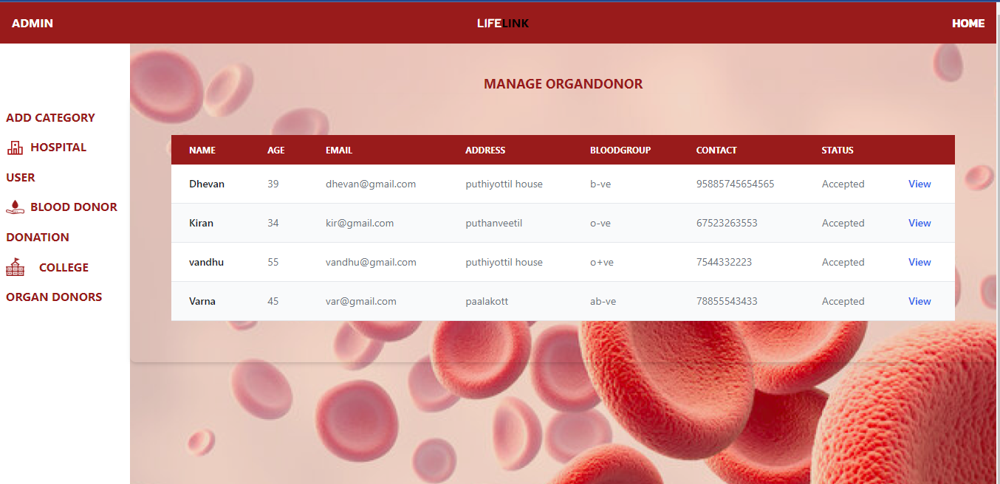 ADMIN LIFELINK HOME
MANAGE ORGANDONOR
ADD CATEGORY
HOSPITAL
USER
BLOOD DONOR
DONATION
COLLEGE
ORGAN DONORS
NAME AGE EMAIL ADDRESS BLOODGROUP CONTACT STATUS
Dhevan 39 dhevan@gmail.com puthiyottil house b-ve 95885745654565 Accepted View
Kiran 34 kir@gmail.com puthanveetil o-ve 67523263553 Accepted View
vandhu 55 vandhu@gmail.com puthiyottil house o+ve 7544332223 Accepted View
Varna 45 var@gmail.com paalakott ab-ve 78855543433 Accepted View